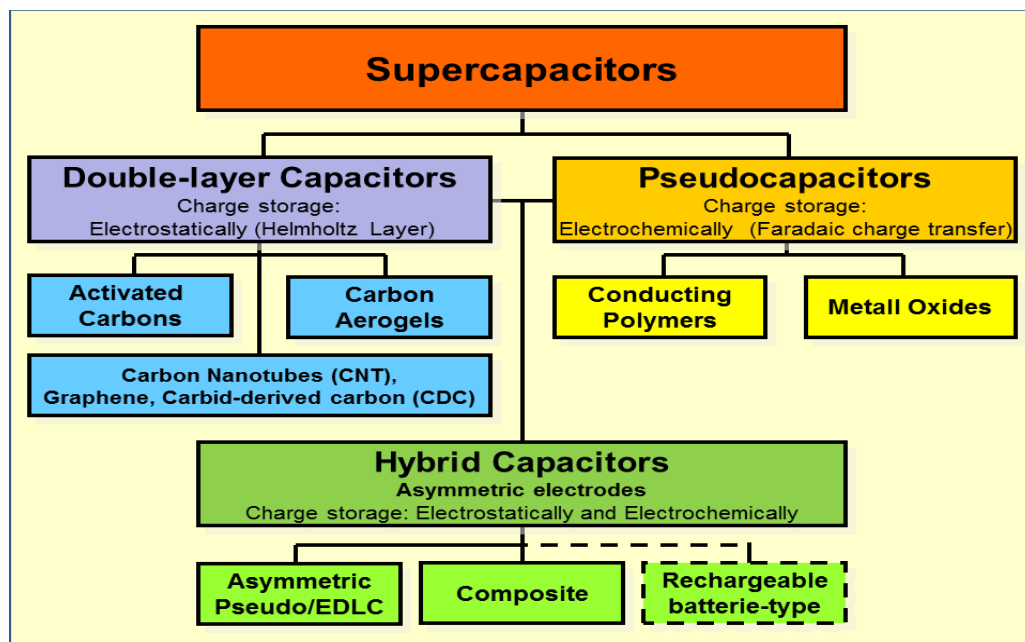 Supercapacitors
Double-layer Capacitors
Charge storage:
Electrostatically (Helmholtz Layer)
Pseudocapacitors
Charge storage:
Electrochemically (Faradaic charge transfer)
Activated
Carbons
Carbon
Aerogels
Conducting
Polymers
Metall Oxides
Carbon Nanotubes (CNT),
Graphene, Carbid-derived carbon (CDC)
Hybrid Capacitors
Asymmetric electrodes
Charge storage: Electrostatically and Electrochemically
Asymmetric
Pseudo/EDLC
Composite
Rechargeable
batterie-type